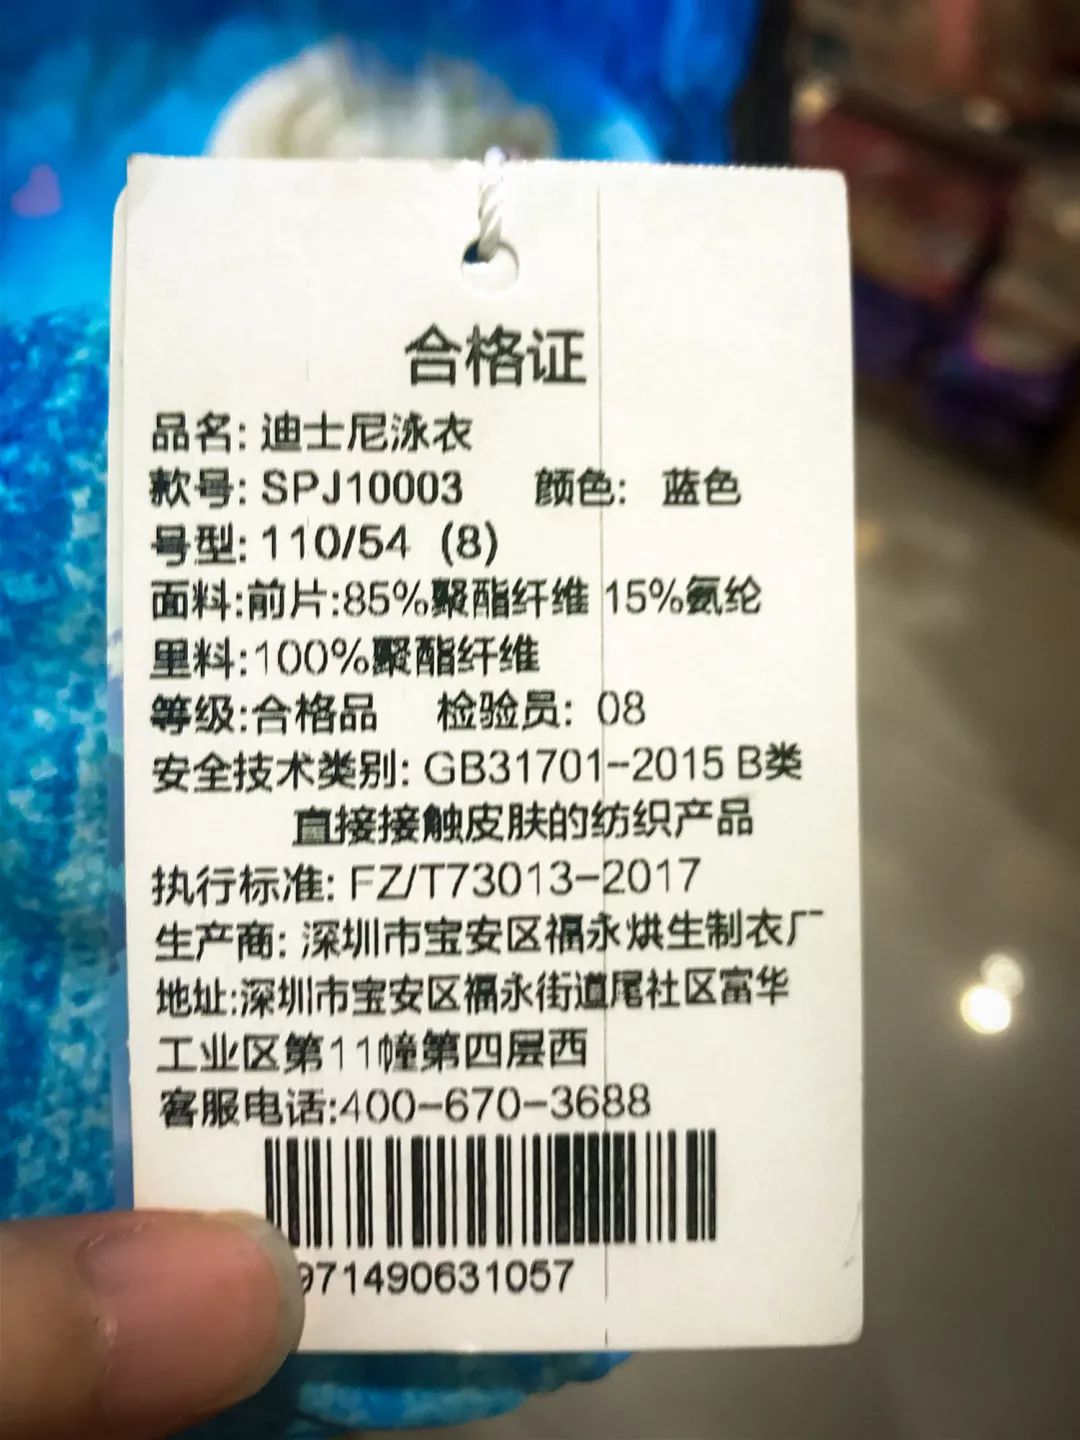 合格证
品名: 迪士尼泳衣
款号: SPJ10003 颜色: 蓝色
号型: 110/54 (8)
面料:前片:85%聚酯纤维 15%氨纶
里料:100%聚酯纤维
等级:合格品 检验员: 08
安全技术类别: GB31701-2015 B类
直接接触皮肤的纺织产品
执行标准: FZ/T73013-2017
生产商: 深圳市宝安区福永烘生制衣厂
地址:深圳市宝安区福永街道尾社区富华
工业区第11幢第四层西
客服电话:400-670-3688
971490631057